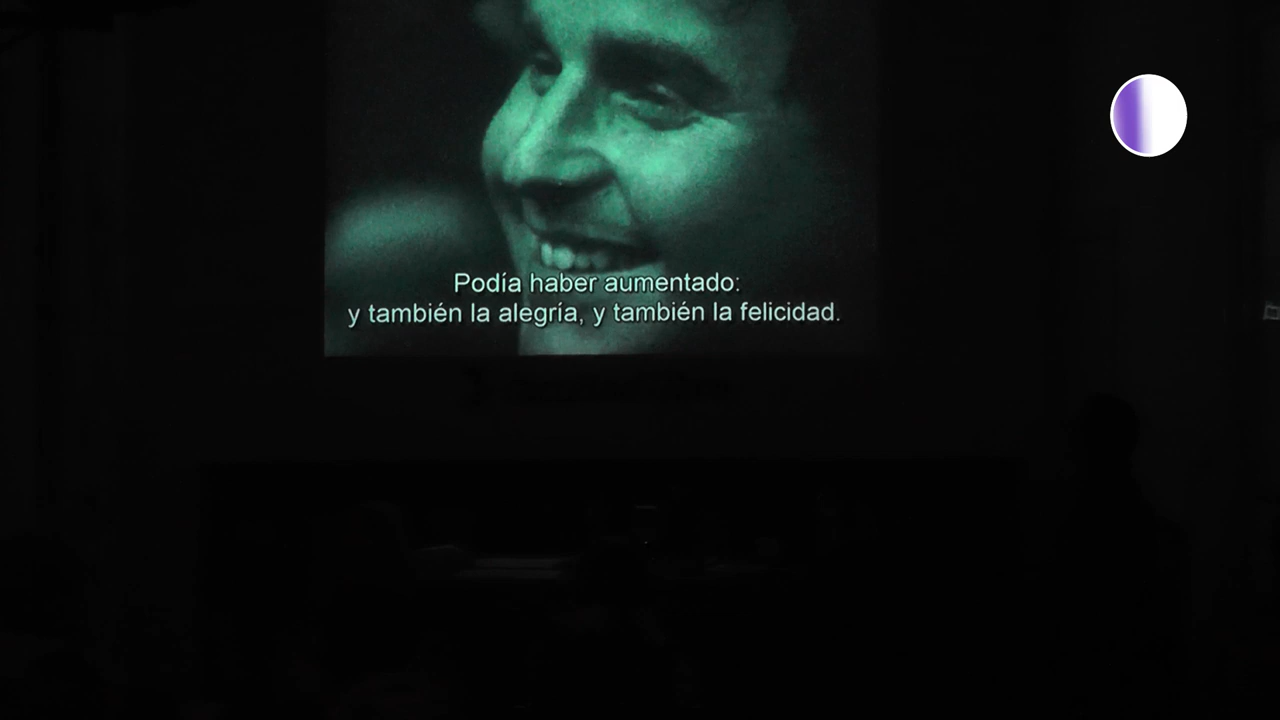 Podía haber aumentado:
y también la alegría, y también la felicidad.